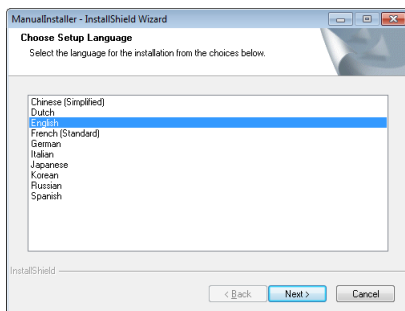 ManualInstaller - InstallShield Wizard
Choose Setup Language
Select the language for the installation from the choices below.
Chinese (Simplified)
Dutch
English
French (Standard)
German
Italian
Japanese
Korean
Russian
Spanish
InstallShield
< Back
Next >
Cancel